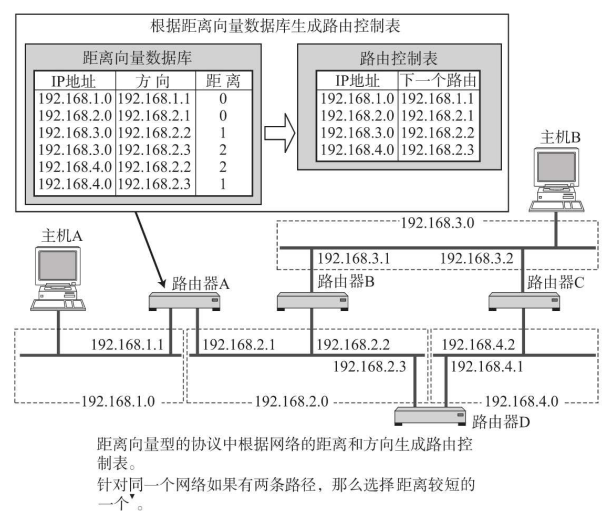 根据距离向量数据库生成路由控制表
距离向量数据库
IP地址 方 向 距 离
192.168.1.0 192.168.1.1 0
192.168.2.0 192.168.2.1 0
192.168.3.0 192.168.2.2 1
192.168.3.0 192.168.2.3 2
192.168.4.0 192.168.2.2 2
192.168.4.0 192.168.2.3 1
路由控制表
IP地址 下一个路由
192.168.1.0 192.168.1.1
192.168.2.0 192.168.2.1
192.168.3.0 192.168.2.2
192.168.4.0 192.168.2.3
主机B
192.168.3.0
主机A
192.168.3.1 192.168.3.2
路由器A 路由器B 路由器C
192.168.1.1 192.168.2.1 192.168.2.2 192.168.4.2
192.168.2.3 192.168.4.1
192.168.1.0 192.168.2.0 192.168.4.0
路由器D
距离向量型的协议中根据网络的距离和方向生成路由控
制表。
针对同一个网络如果有两条路径，那么选择距离较短的
一个▼。